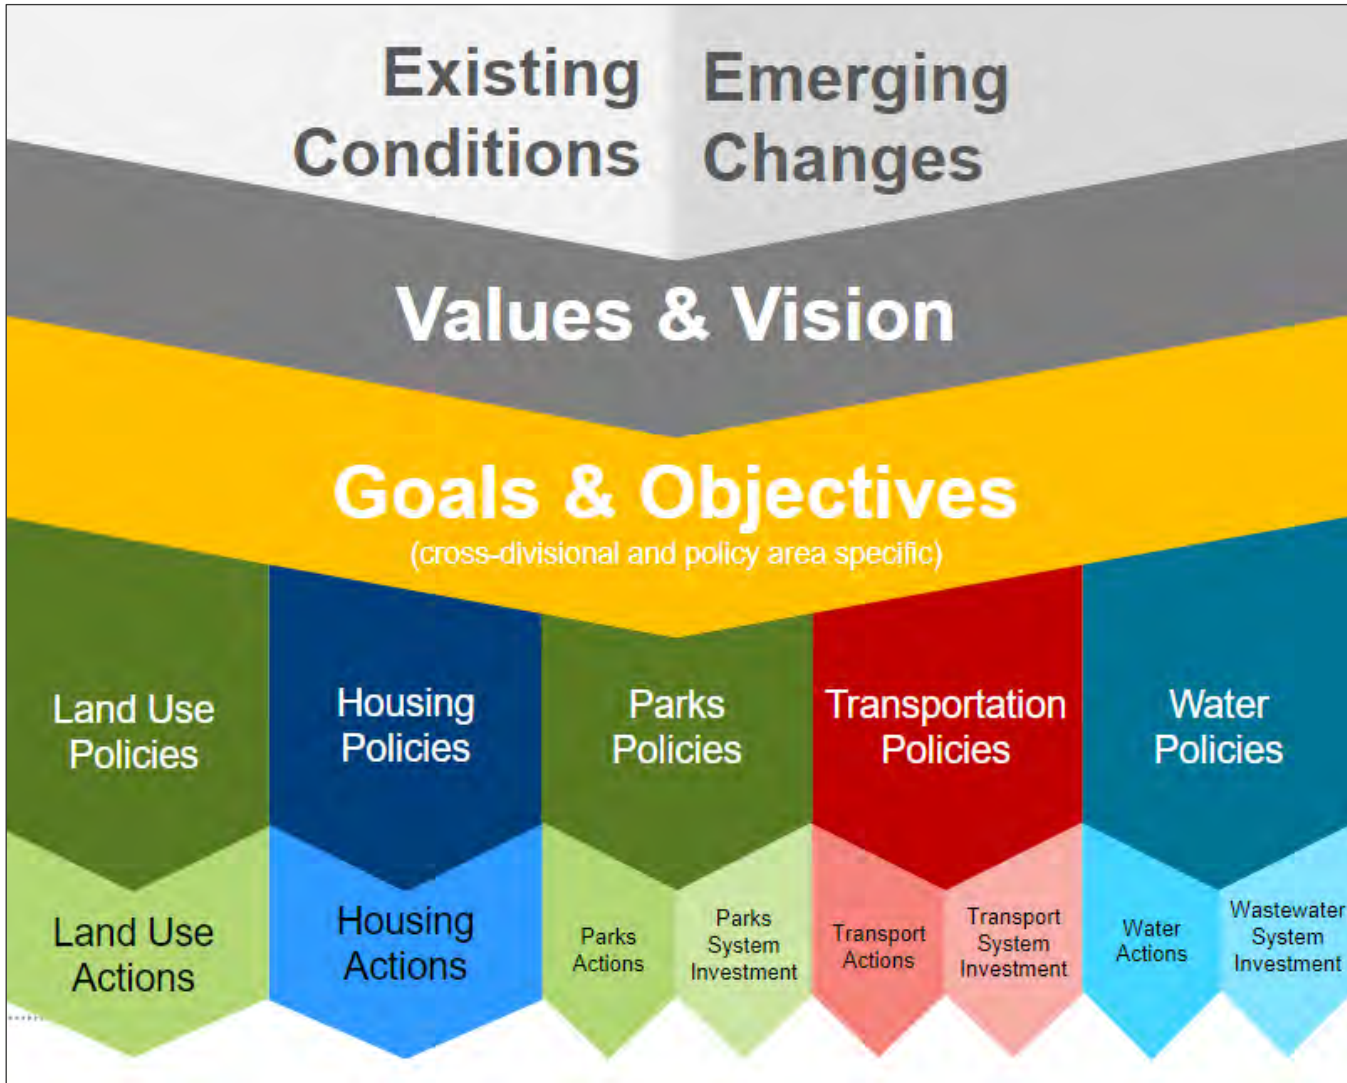 Existing
Conditions
Emerging
Changes
Values & Vision
Goals & Objectives
(cross-divisional and policy area specific)
Land Use
Policies
Housing
Policies
Parks
Policies
Transportation
Policies
Water
Policies
Land Use
Actions
Housing
Actions
Parks
Actions
Parks
System
Investment
Transport
Actions
Transport
System
Investment
Water
Actions
Wastewater
System
Investment